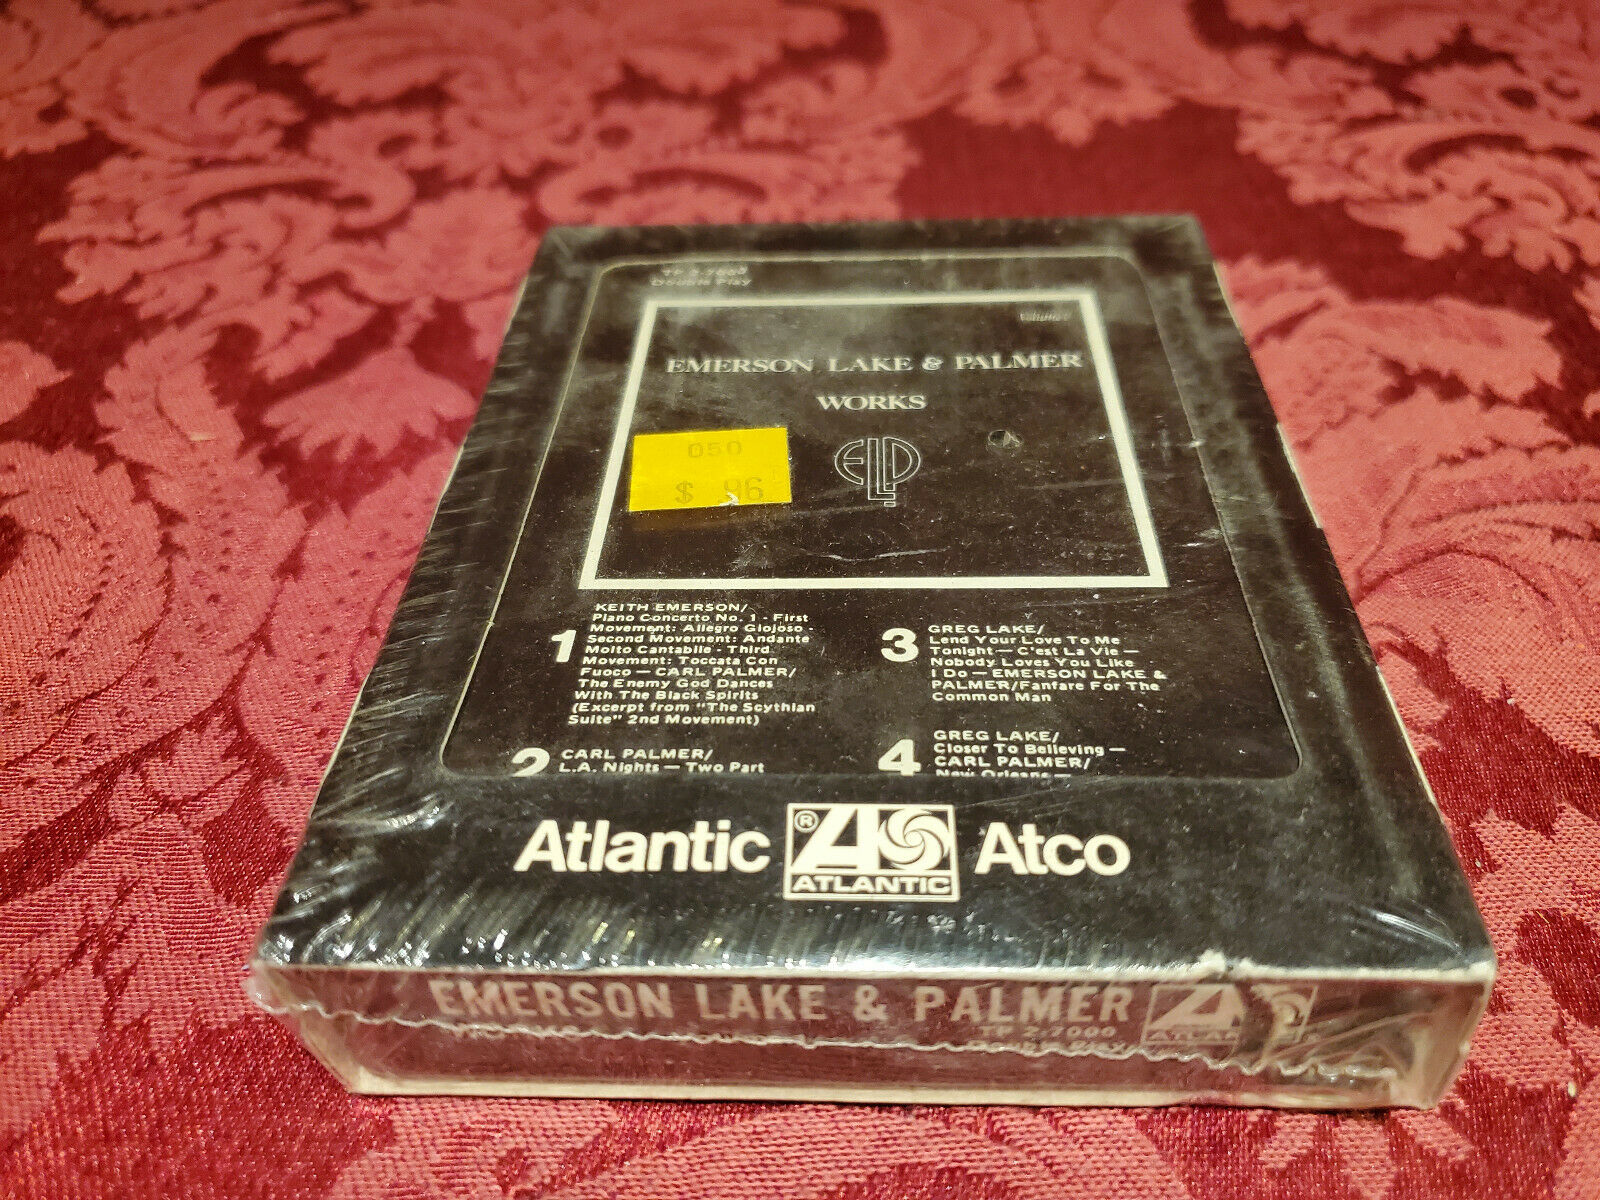 Double Play
EMERSON LAKE & PALMER
WORKS
ELP
050
$ .96
1
KEITH EMERSON/
Piano Concerto No. 1 - First
Movement: Allegro Giojoso -
Second Movement: Andante
Molto Cantabile - Third
Movement: Toccata Con
Fuoco — CARL PALMER/
The Enemy God Dances
With The Black Spirits
(Excerpt from "The Scythian
Suite" 2nd Movement)
2
CARL PALMER/
L.A. Nights — Two Part
3
GREG LAKE/
Lend Your Love To Me
Tonight — C'est La Vie —
Nobody Loves You Like
I Do — EMERSON LAKE &
PALMER/Fanfare For The
Common Man
4
GREG LAKE/
Closer To Believing —
CARL PALMER/
New Orleans —
Atlantic ® A ATLANTIC Atco
EMERSON LAKE & PALMER
TP 2-7000
Double Play